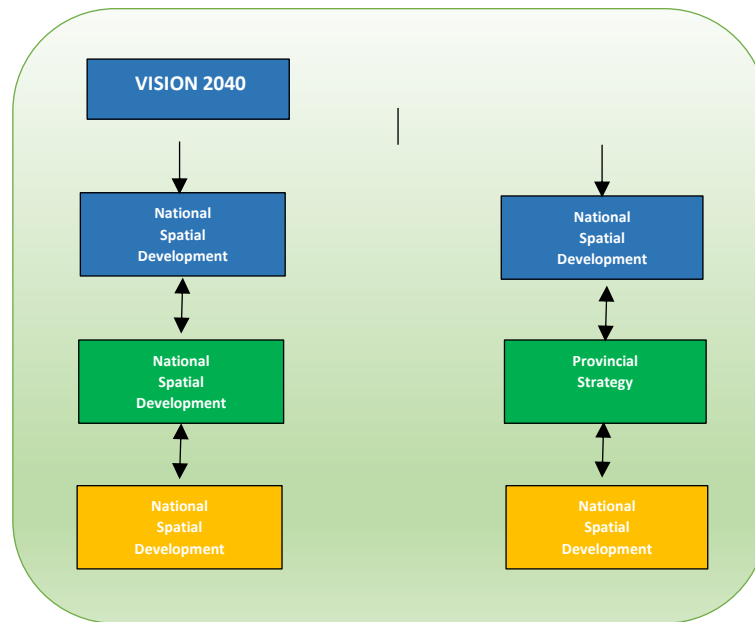 VISION 2040
National
Spatial
Development
National
Spatial
Development
National
Spatial
Development
Provincial
Strategy
National
Spatial
Development
National
Spatial
Development